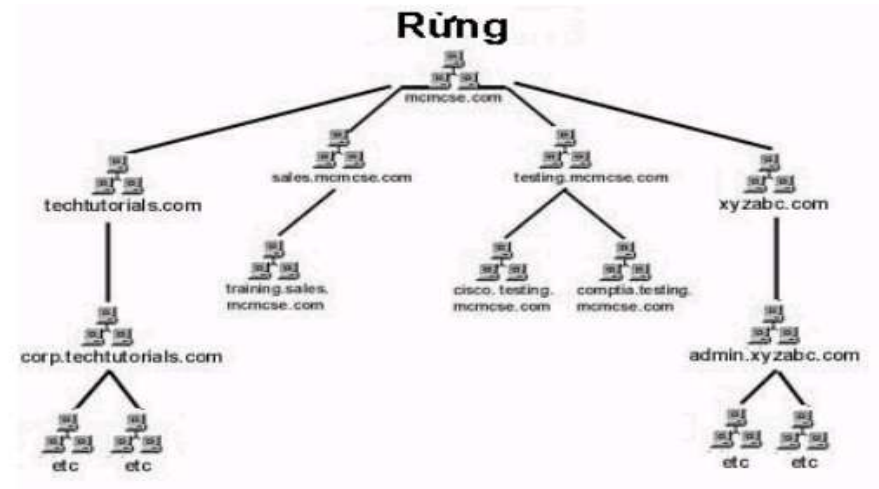 Rừng
mcmcse.com
sales.mcmcse.com
testing.mcmcse.com
techtutorials.com
xyzabc.com
training.sales.
mcmcse.com
cisco. testing.
mcmcse.com
comptia.testing.
mcmcse.com
corp.techtutorials.com
admin.xyzabc.com
etc
etc
etc
etc